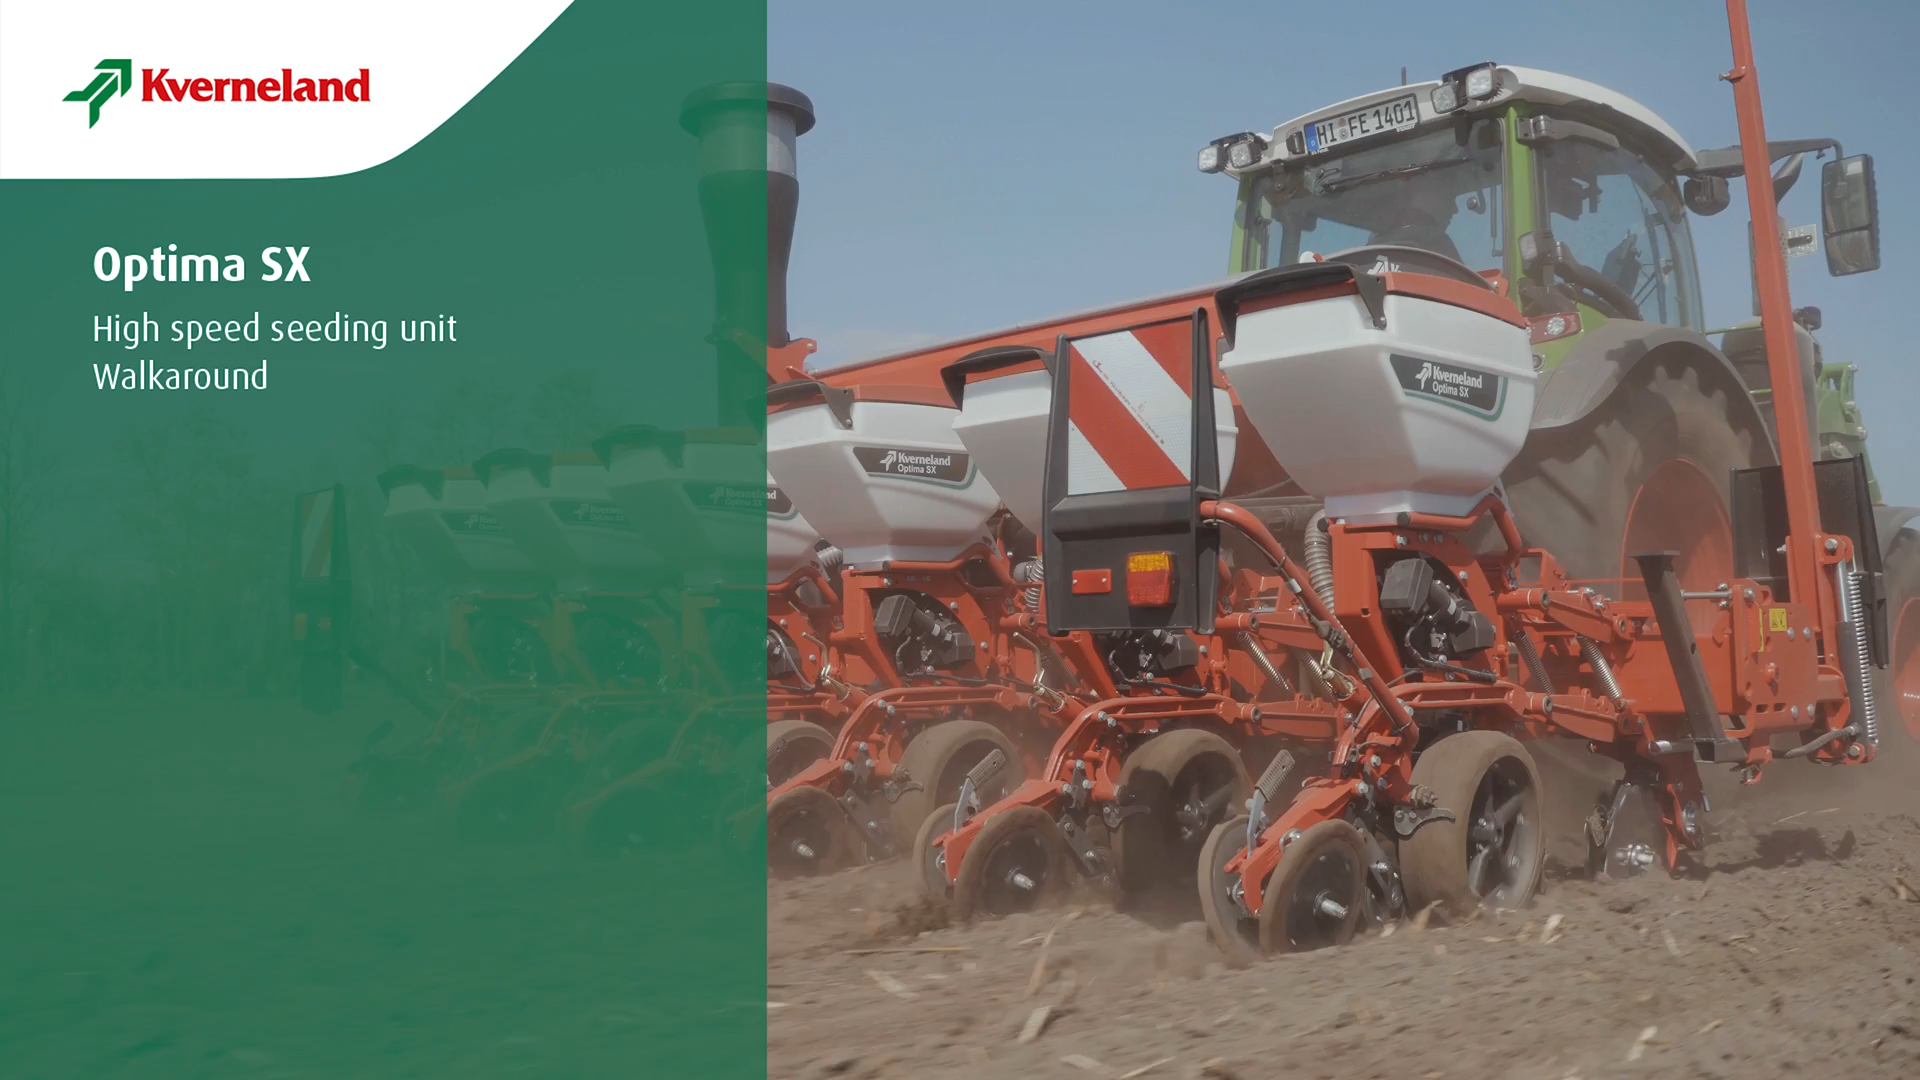 Kverneland
Optima SX
High speed seeding unit
Walkaround
HI FE 1401
Kverneland
Optima SX
Kverneland
Optima SX